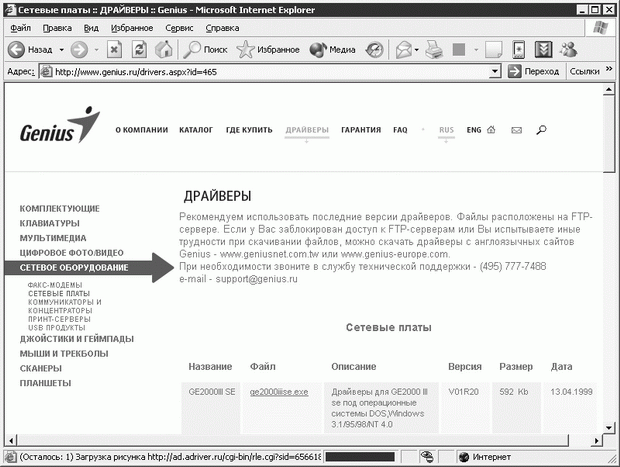 Сетевые платы :: ДРАЙВЕРЫ :: Genius - Microsoft Internet Explorer
Файл Правка Вид Избранное Сервис Справка
Назад Поиск Избранное Медиа
Адрес: http://www.genius.ru/drivers.aspx?id=465 Переход Ссылки »
Genius
О КОМПАНИИ КАТАЛОГ ГДЕ КУПИТЬ ДРАЙВЕРЫ ГАРАНТИЯ FAQ RUS ENG
ДРАЙВЕРЫ
Рекомендуем использовать последние версии драйверов. Файлы расположены на FTP-
сервере. Если у Вас заблокирован доступ к FTP-серверам или Вы испытываете иные
трудности при скачивании файлов, можно скачать драйверы с англоязычных сайтов
Genius - www.geniusnet.com.tw или www.genius-europe.com.
При необходимости звоните в службу технической поддержки - (495) 777-7488
e-mail - support@genius.ru
КОМПЛЕКТУЮЩИЕ
КЛАВИАТУРЫ
МУЛЬТИМЕДИА
ЦИФРОВОЕ ФОТО/ВИДЕО
СЕТЕВОЕ ОБОРУДОВАНИЕ
ФАКС-МОДЕМЫ
СЕТЕВЫЕ ПЛАТЫ
КОММУНИКАТОРЫ И
КОНЦЕНТРАТОРЫ
ПРИНТ-СЕРВЕРЫ
USB ПРОДУКТЫ
ДЖОЙСТИКИ И ГЕЙМПАДЫ
МЫШИ И ТРЕКБОЛЫ
СКАНЕРЫ
ПЛАНШЕТЫ
Сетевые платы
Название Файл Описание Версия Размер Дата
GE2000III SE ge2000iiise.exe Драйверы для GE2000 III V01R20 592 Kb 13.04.1999
se под операционные
системы DOS,Windows
3.1/95/98/NT 4.0
(Осталось: 1) Загрузка рисунка http://ad.adriver.ru/cgi-bin/rle.cgi?sid=656618 Интернет